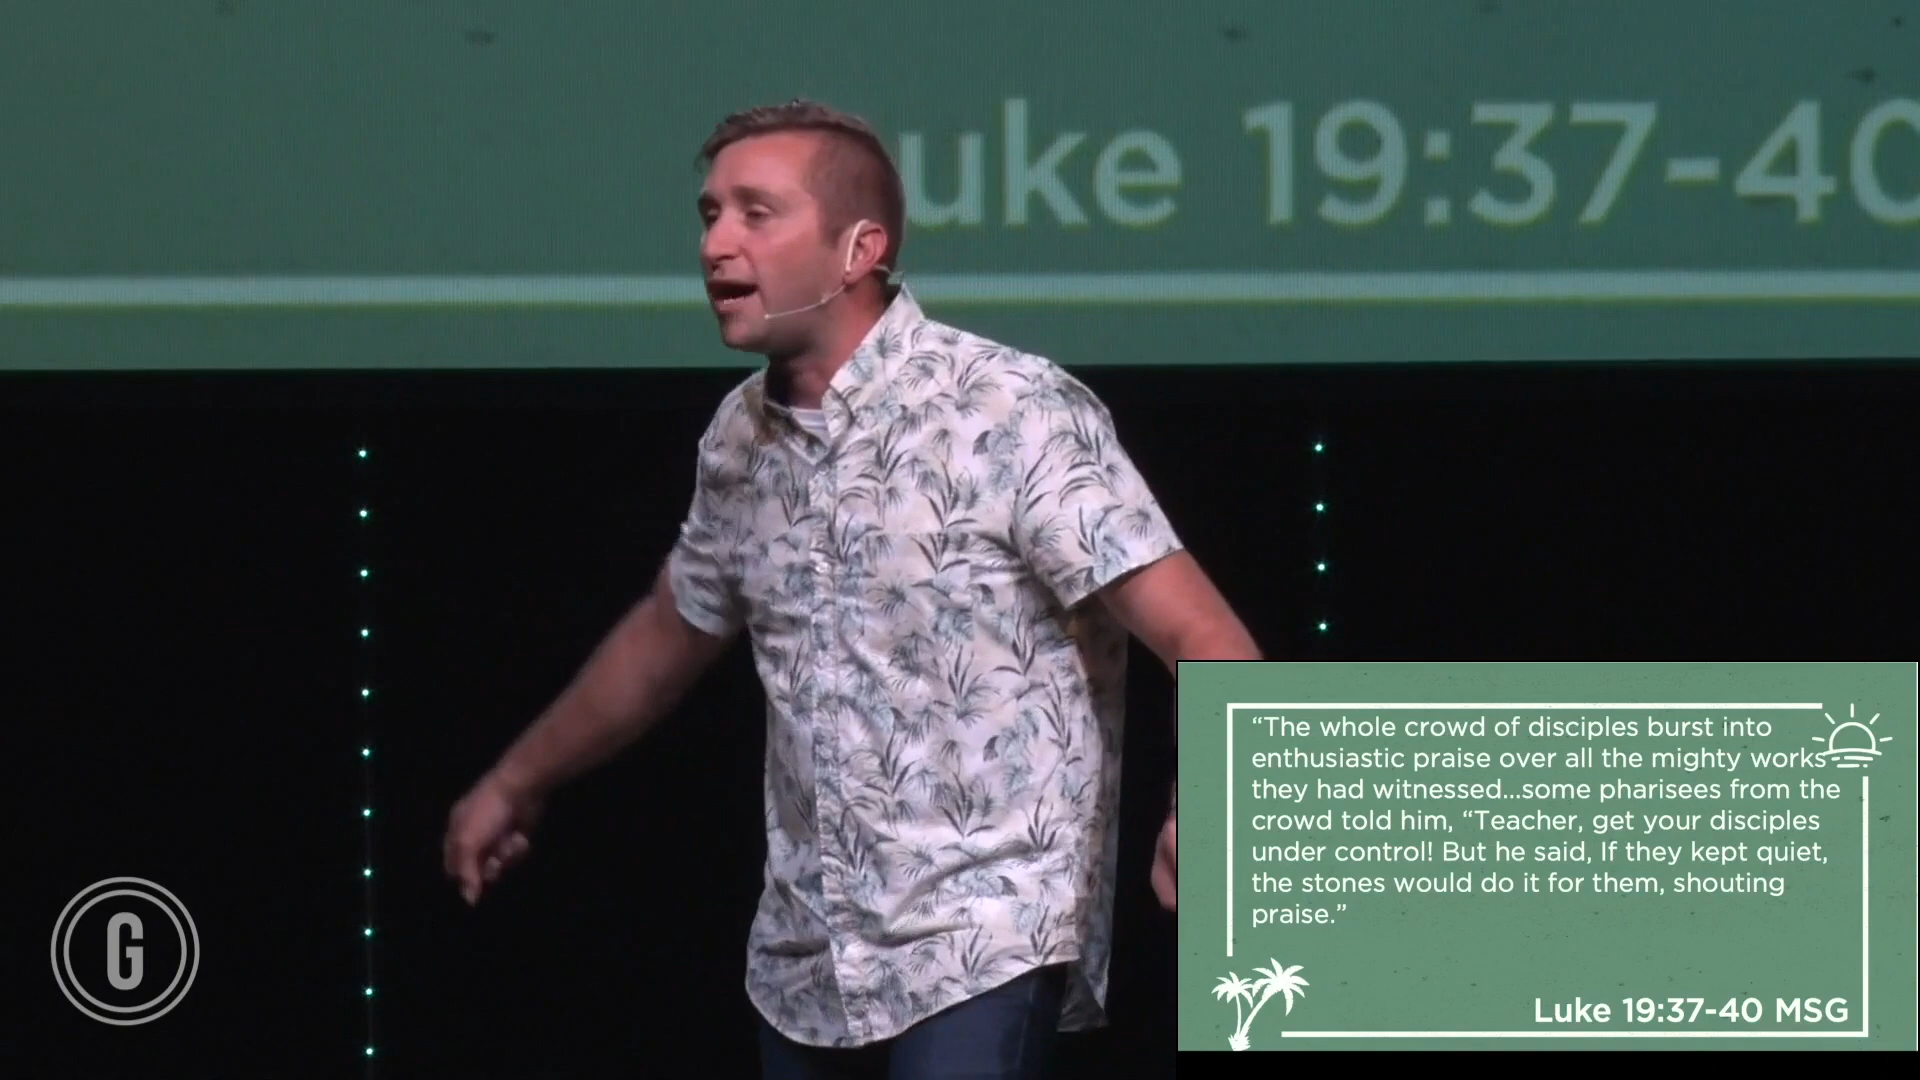 uke 19:37-40
G
“The whole crowd of disciples burst into
enthusiastic praise over all the mighty works
they had witnessed...some pharisees from the
crowd told him, “Teacher, get your disciples
under control! But he said, If they kept quiet,
the stones would do it for them, shouting
praise.”
Luke 19:37-40 MSG